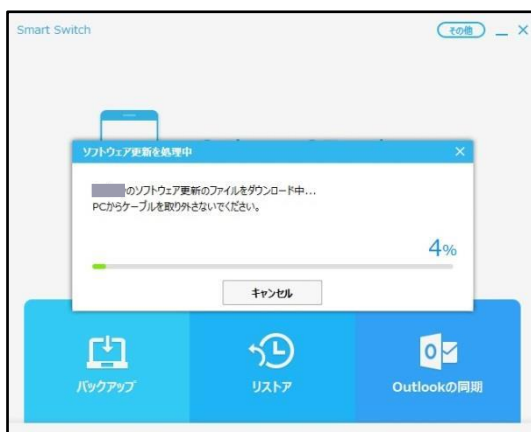 Smart Switch
その他
ソフトウェア更新を処理中
のソフトウェア更新のファイルをダウンロード中...
PCからケーブルを取り外さないでください。
4%
キャンセル
バックアップ
リストア
Outlookの同期